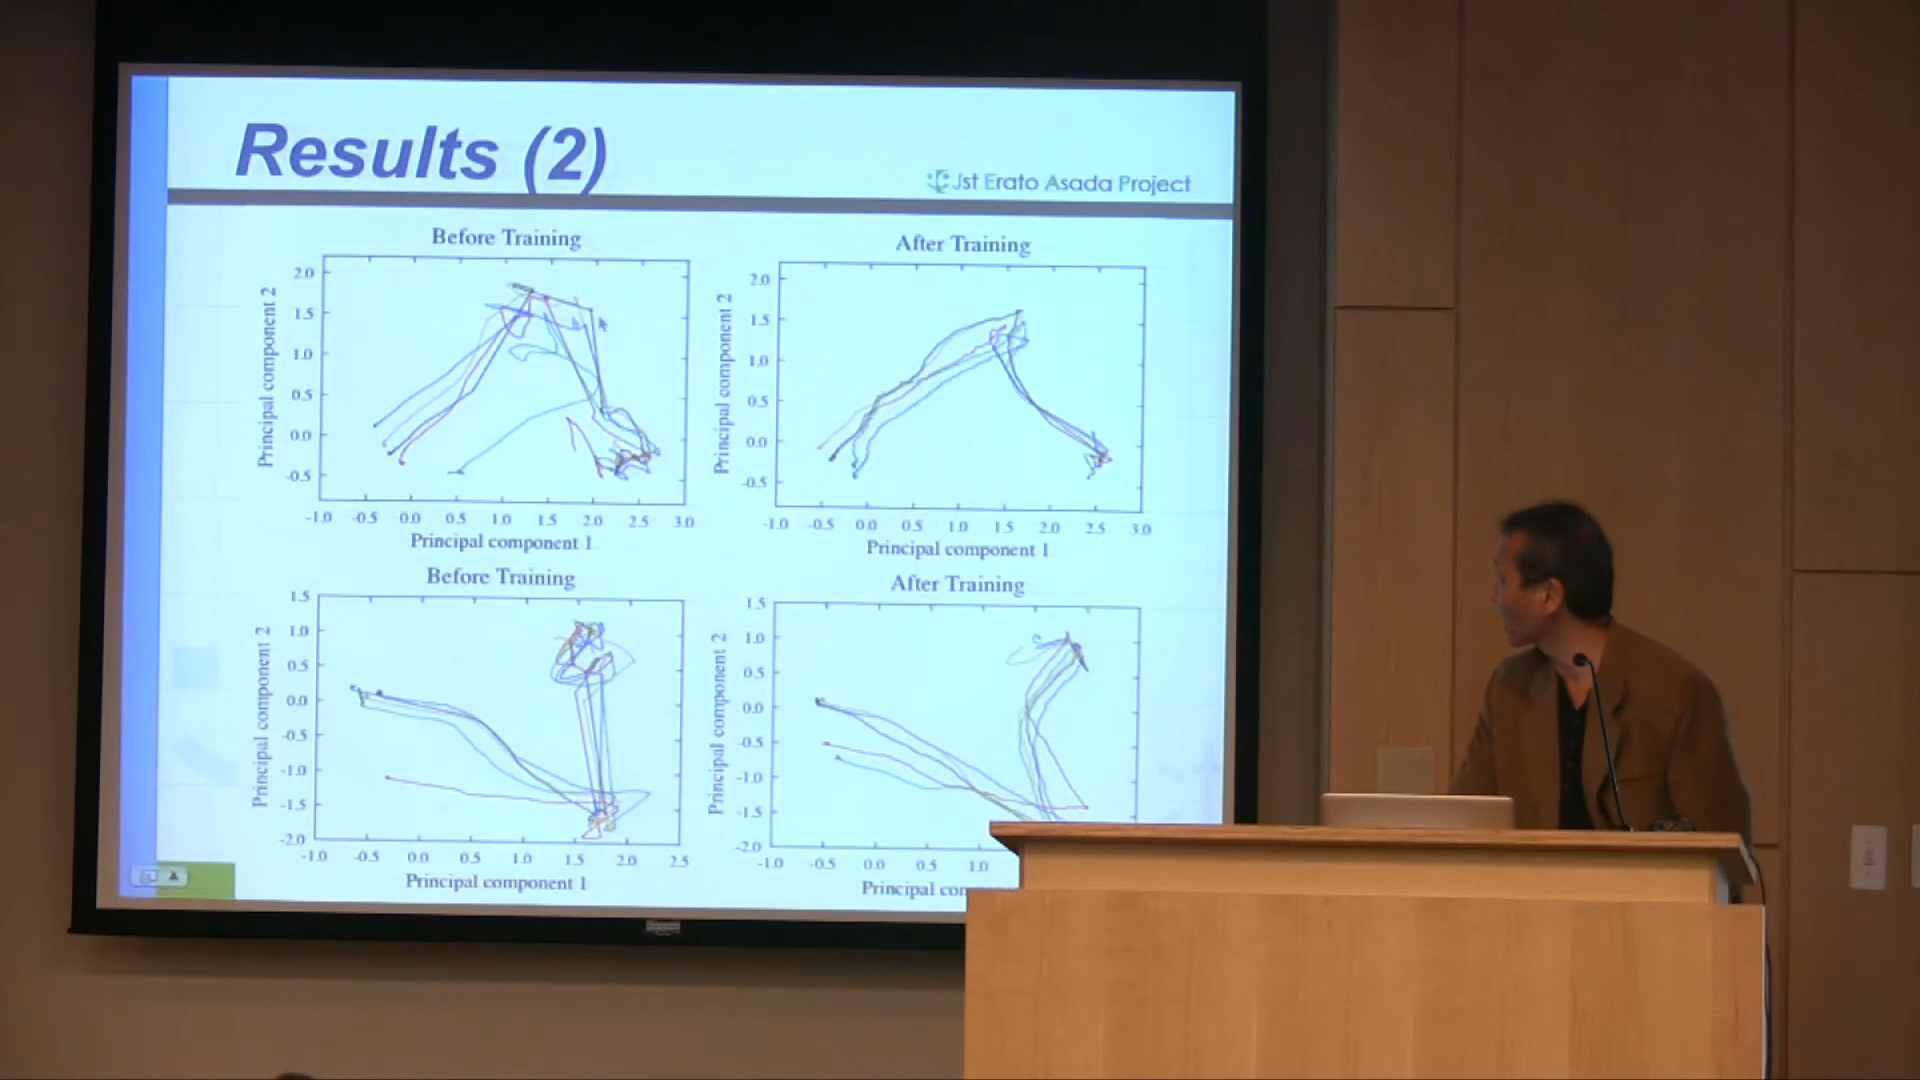 Results (2)
Jst Erato Asada Project
Before Training
After Training
Principal component 2
2.0
1.5
1.0
0.5
0.0
-0.5
-1.0 -0.5 0.0 0.5 1.0 1.5 2.0 2.5 3.0
Principal component 1
Principal component 2
2.0
1.5
1.0
0.5
0.0
-0.5
-1.0 -0.5 0.0 0.5 1.0 1.5 2.0 2.5 3.0
Principal component 1
Before Training
After Training
Principal component 2
1.5
1.0
0.5
0.0
-0.5
-1.0
-1.5
-2.0
-1.0 -0.5 0.0 0.5 1.0 1.5 2.0 2.5
Principal component 1
Principal component 2
1.5
1.0
0.5
0.0
-0.5
-1.0
-1.5
-2.0
-1.0 -0.5 0.0 0.5 1.0
Principal com